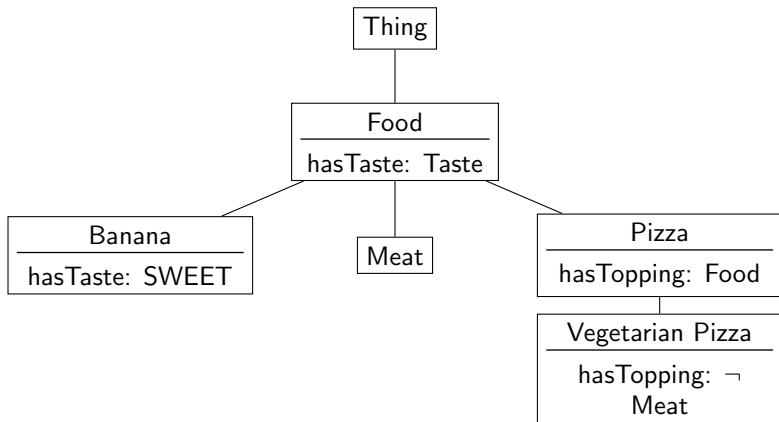 Thing
Food
hasTaste: Taste
Banana
hasTaste: SWEET
Meat
Pizza
hasTopping: Food
Vegetarian Pizza
hasTopping: ¬
Meat